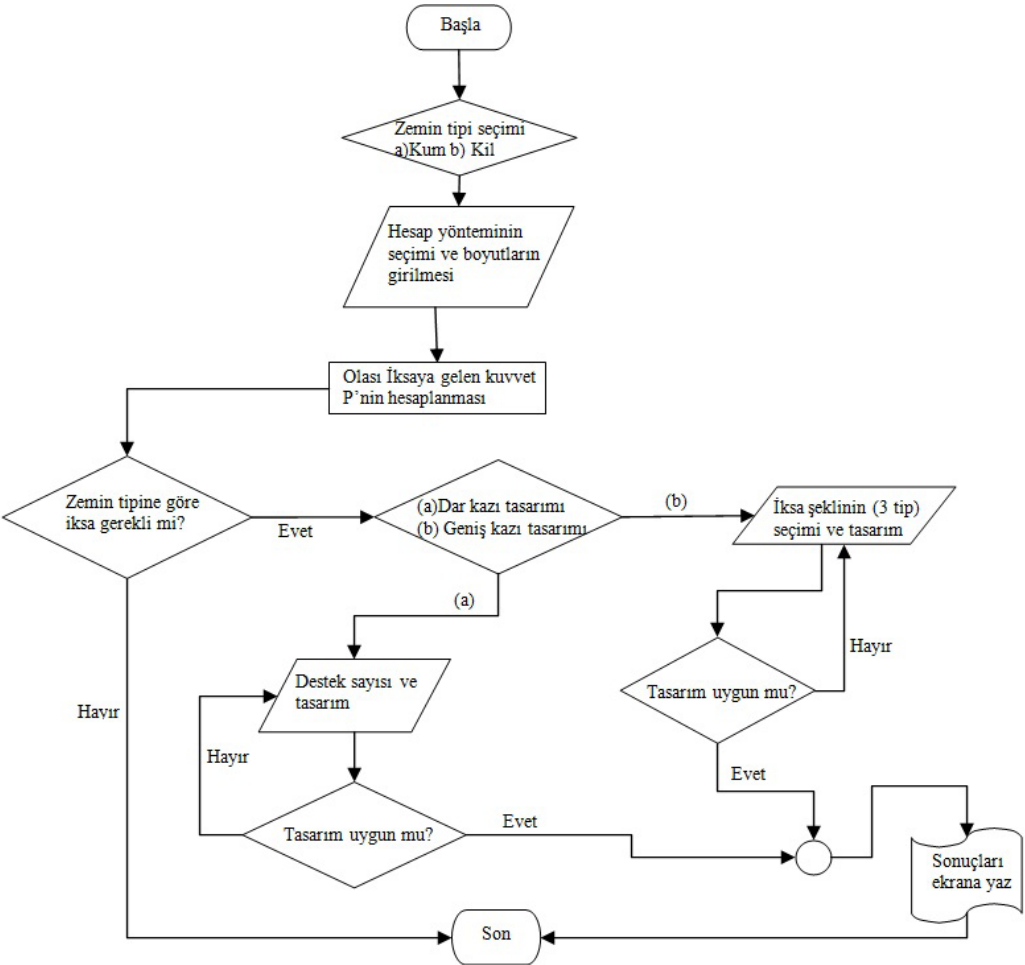 Başla
Zemin tipi seçimi
a)Kum b) Kil
Hesap yönteminin
seçimi ve boyutların
girilmesi
Olası İksaya gelen kuvvet
P’nin hesaplanması
Zemin tipine göre
iksa gerekli mi?
Evet
(a)Dar kazı tasarımı
(b) Geniş kazı tasarımı
(b)
İksa şeklinin (3 tip)
seçimi ve tasarım
(a)
Hayır
Tasarım uygun mu?
Destek sayısı ve
tasarım
Hayır
Hayır
Evet
Tasarım uygun mu?
Evet
Sonuçları
ekrana yaz
Son